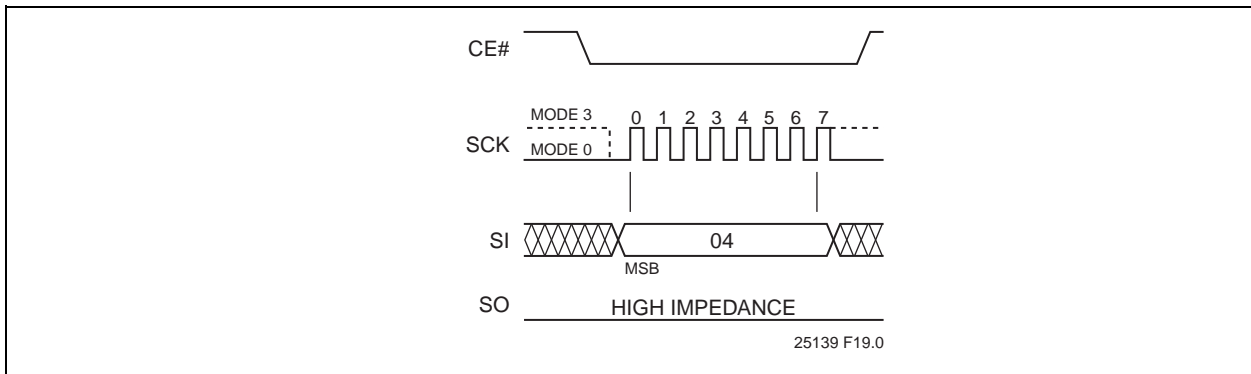 CE#
MODE 3
0 1 2 3 4 5 6 7
SCK
MODE 0
SI
04
MSB
SO
HIGH IMPEDANCE
25139 F19.0